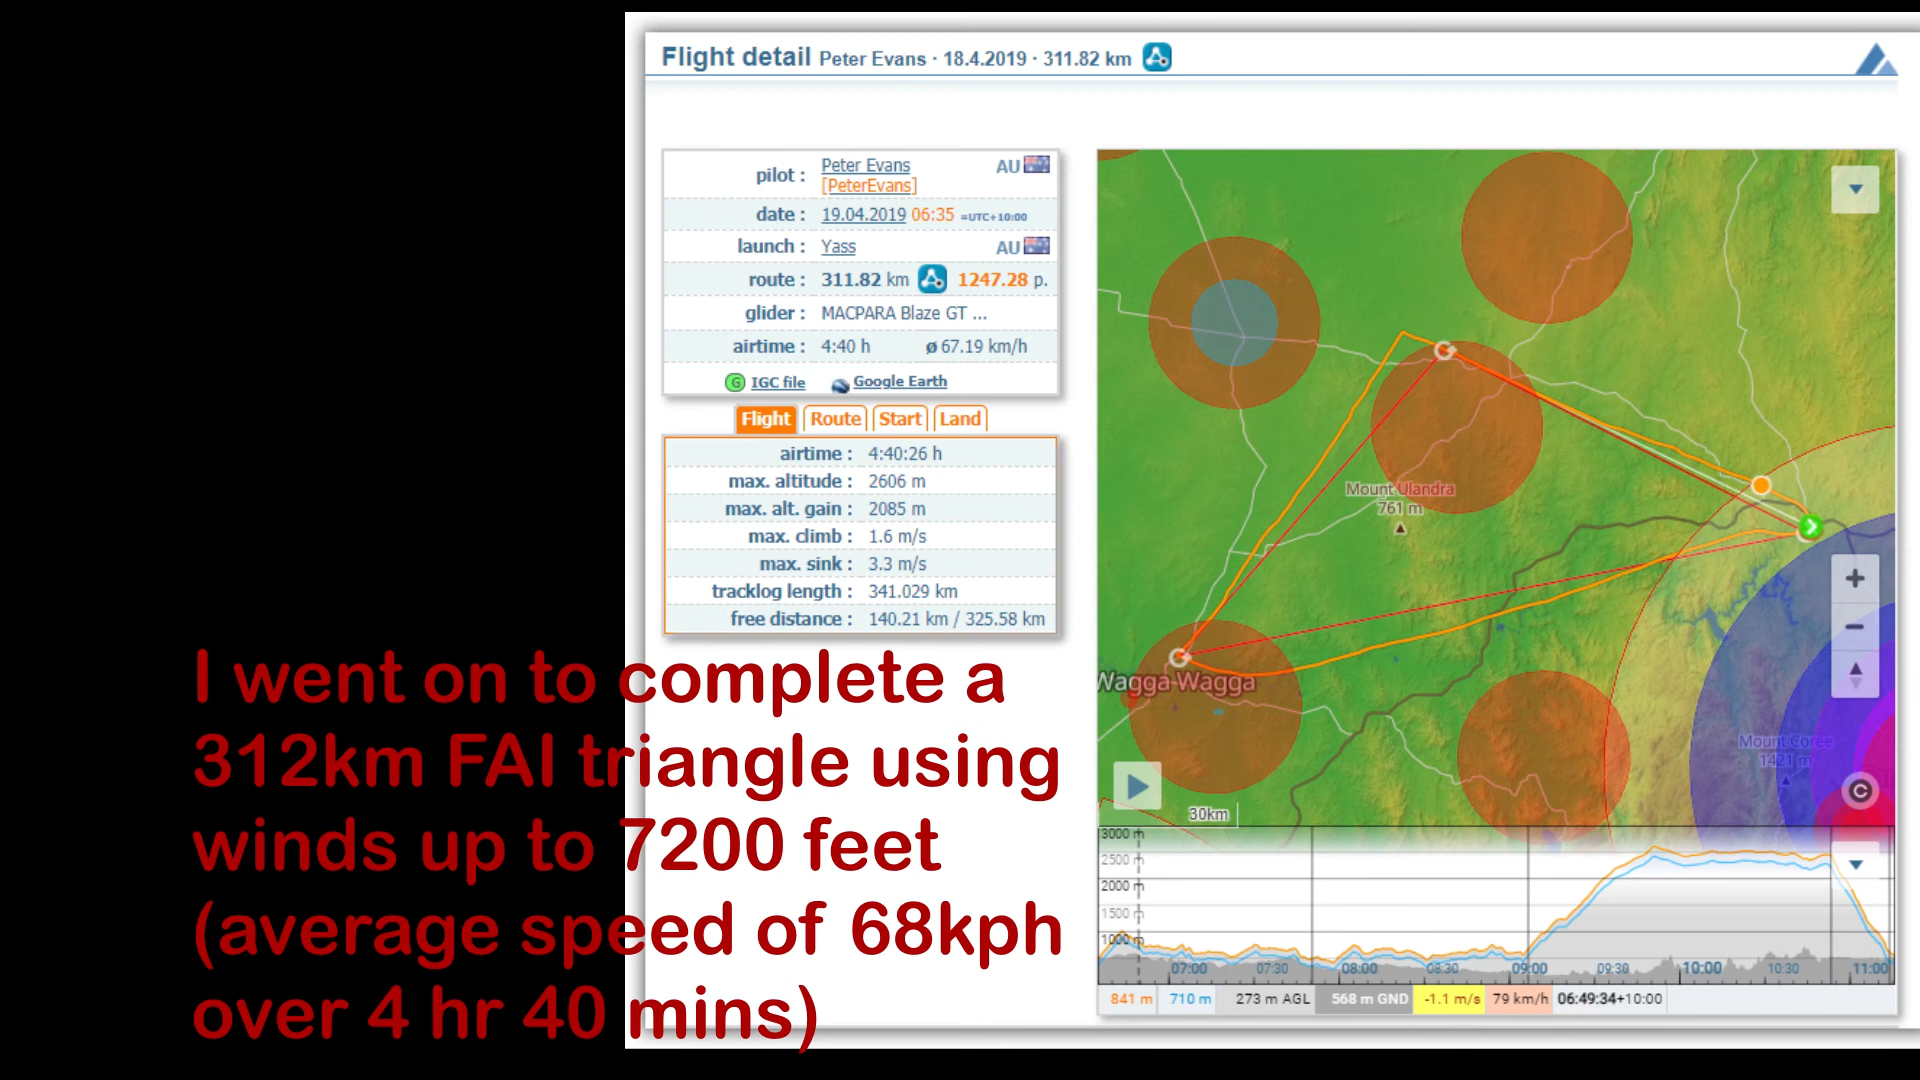 Flight detail Peter Evans · 18.4.2019 · 311.82 km
pilot : Peter Evans AU
[PeterEvans]
date : 19.04.2019 06:35 =UTC+10:00
launch : Yass AU
route : 311.82 km 1247.28 p.
glider : MACPARA Blaze GT ...
airtime : 4:40 h ø 67.19 km/h
G IGC file Google Earth
Flight Route Start Land
airtime : 4:40:26 h
max. altitude : 2606 m
max. alt. gain : 2085 m
max. climb : 1.6 m/s
max. sink : 3.3 m/s
tracklog length : 341.029 km
free distance : 140.21 km / 325.58 km
I went on to complete a
312km FAI triangle using
winds up to 7200 feet
(average speed of 68kph
over 4 hr 40 mins)
Mount Ulandra
761 m
Wagga Wagga
Mount Coree
1421 m
30km
3000 m
2500 m
2000 m
1500 m
1000 m
07:00 07:30 08:00 08:30 09:00 09:30 10:00 10:30 11:00
841 m 710 m 273 m AGL 568 m GND -1.1 m/s 79 km/h 06:49:34+10:00